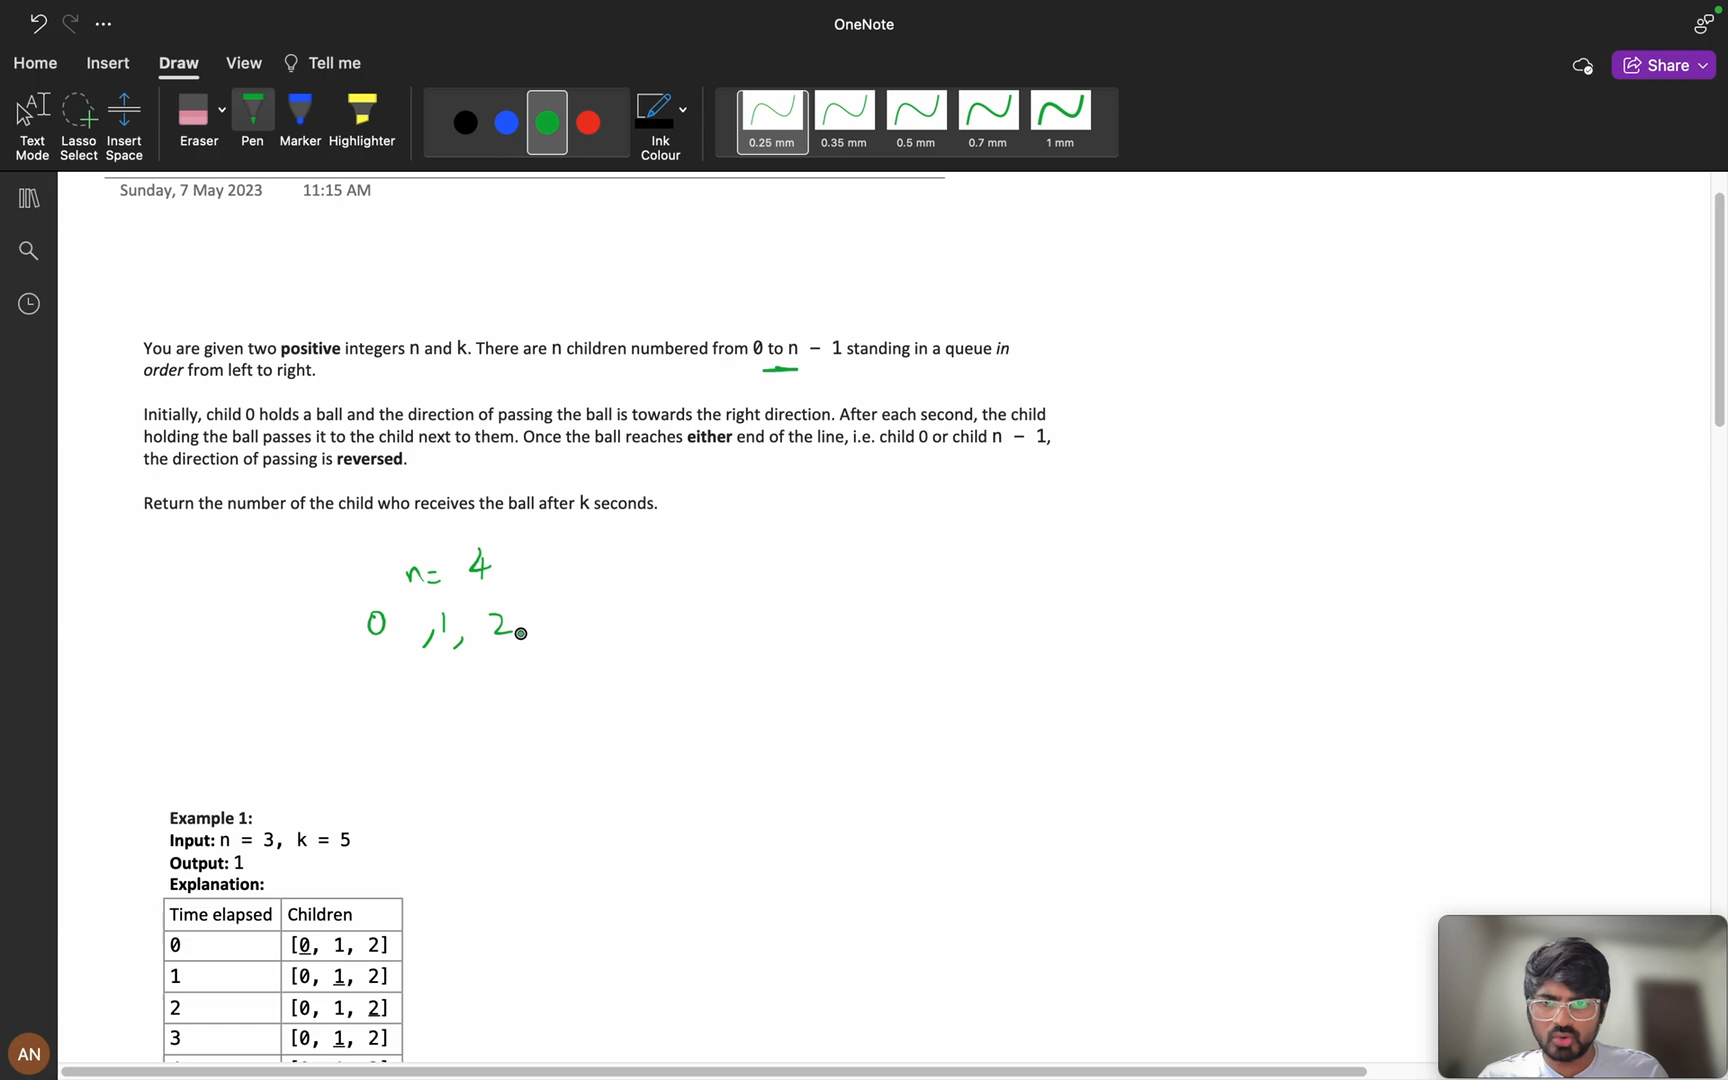 OneNote
Home Insert Draw View Tell me
Share
Text Mode
Lasso Select
Insert Space
Eraser
Pen
Marker
Highlighter
Ink Colour
0.25 mm
0.35 mm
0.5 mm
0.7 mm
1 mm
Sunday, 7 May 2023 11:15 AM
You are given two positive integers n and k. There are n children numbered from 0 to n - 1 standing in a queue in
order from left to right.
Initially, child 0 holds a ball and the direction of passing the ball is towards the right direction. After each second, the child
holding the ball passes it to the child next to them. Once the ball reaches either end of the line, i.e. child 0 or child n - 1,
the direction of passing is reversed.
Return the number of the child who receives the ball after k seconds.
n= 4
0 ,1, 2
Example 1:
Input: n = 3, k = 5
Output: 1
Explanation:
Time elapsed Children
0 [0, 1, 2]
1 [0, 1, 2]
2 [0, 1, 2]
3 [0, 1, 2]
AN